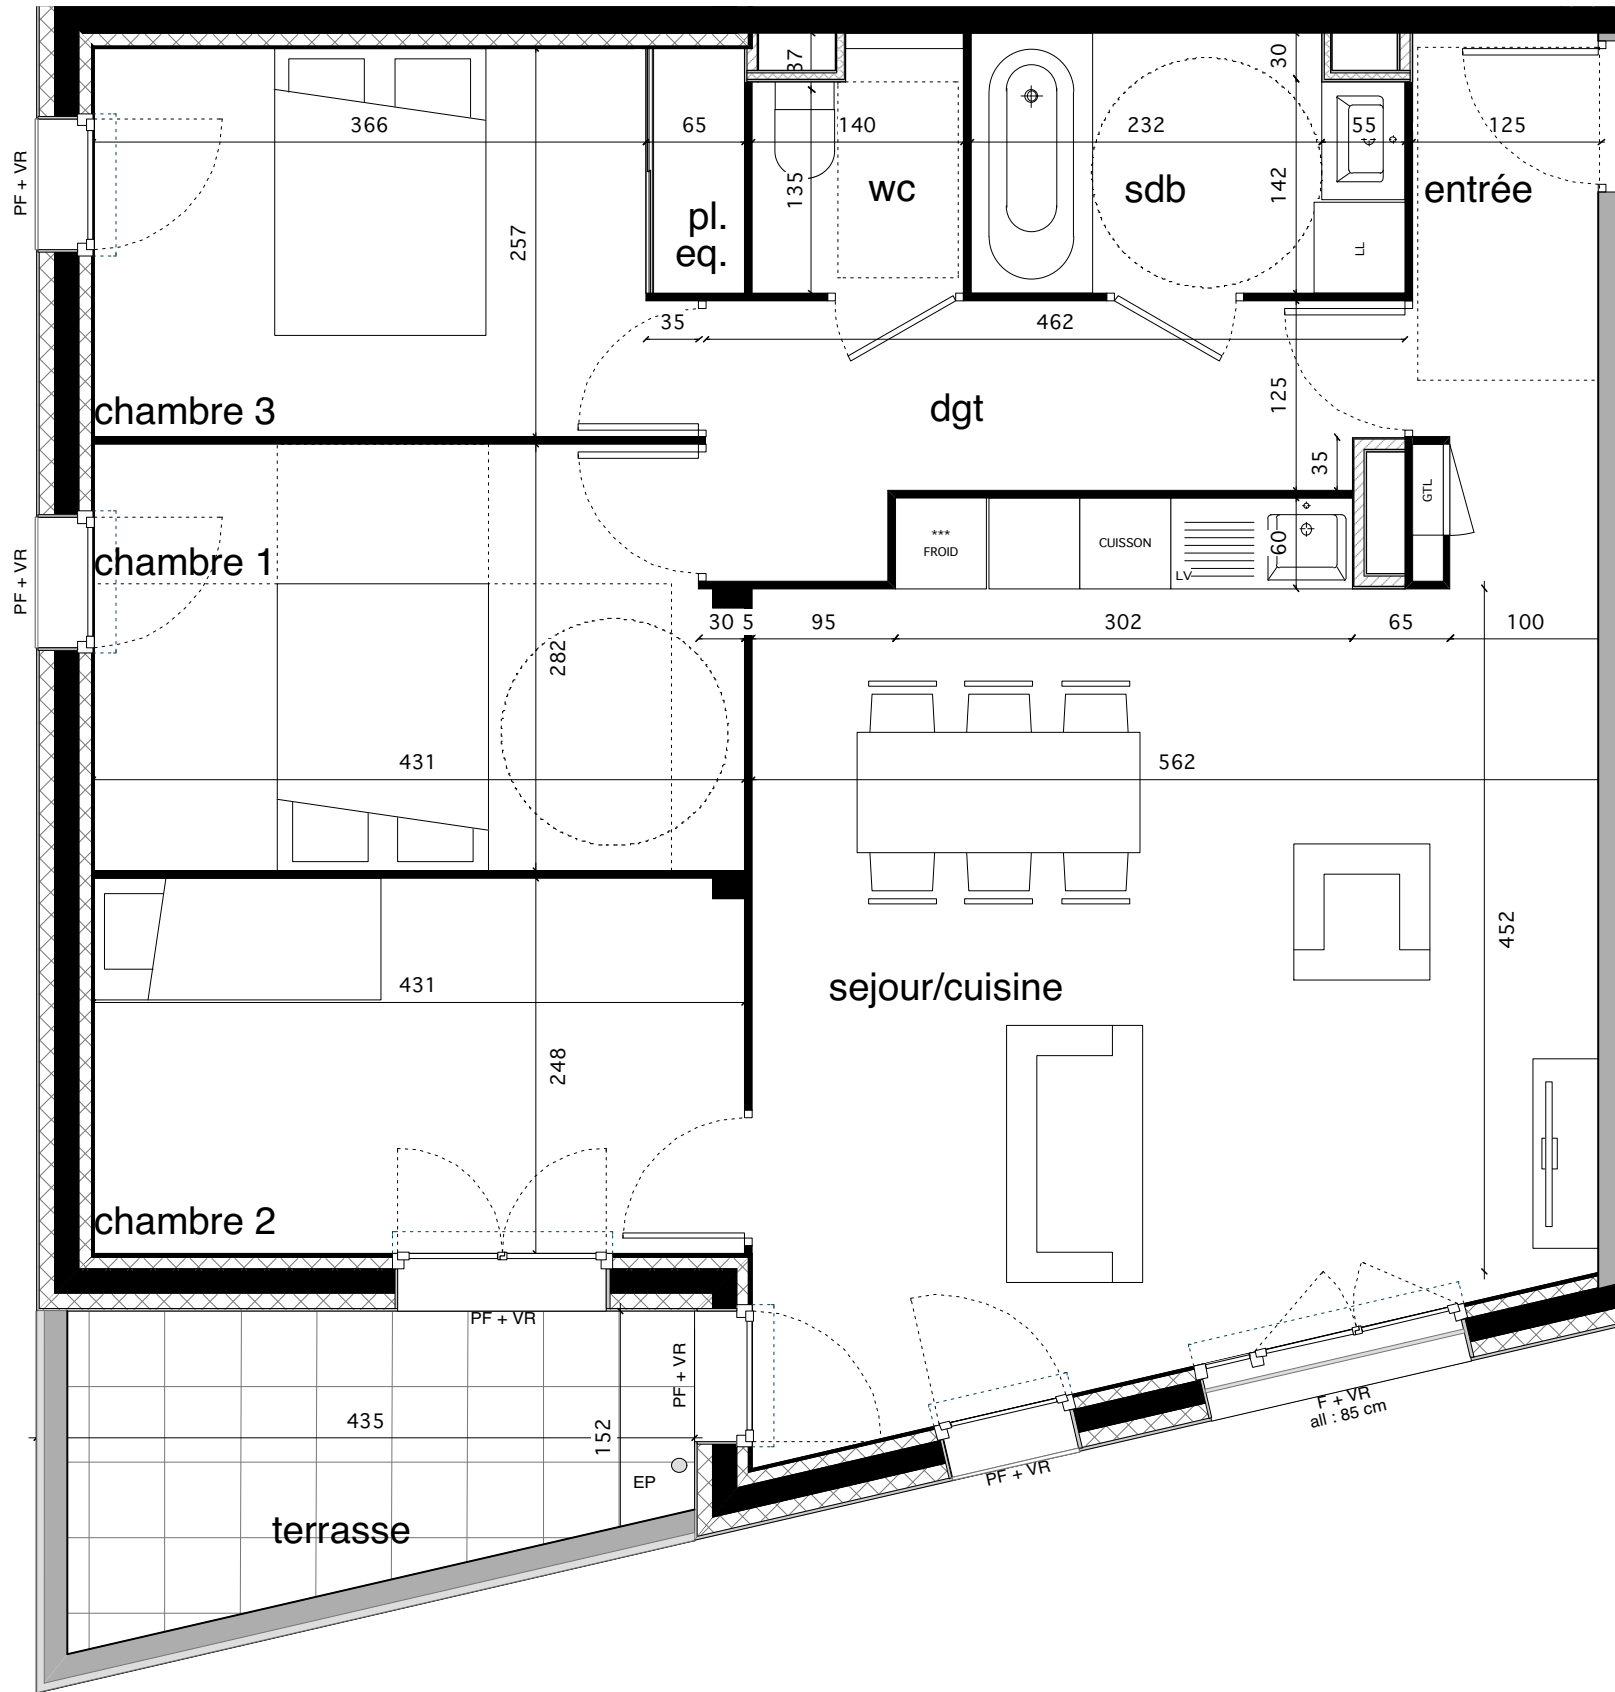 37
30
366
65
140
232
55
125
PF + VR
135
wc
142
sdb
entrée
pl.
eq.
257
LL
35
462
chambre 3
dgt
125
35
GTL
***
FROID
CUISSON
LV
60
PF + VR
chambre 1
30
5
95
302
65
100
282
431
562
452
431
sejour/cuisine
248
chambre 2
PF + VR
PF + VR
435
152
EP
F + VR
all : 85 cm
PF + VR
terrasse